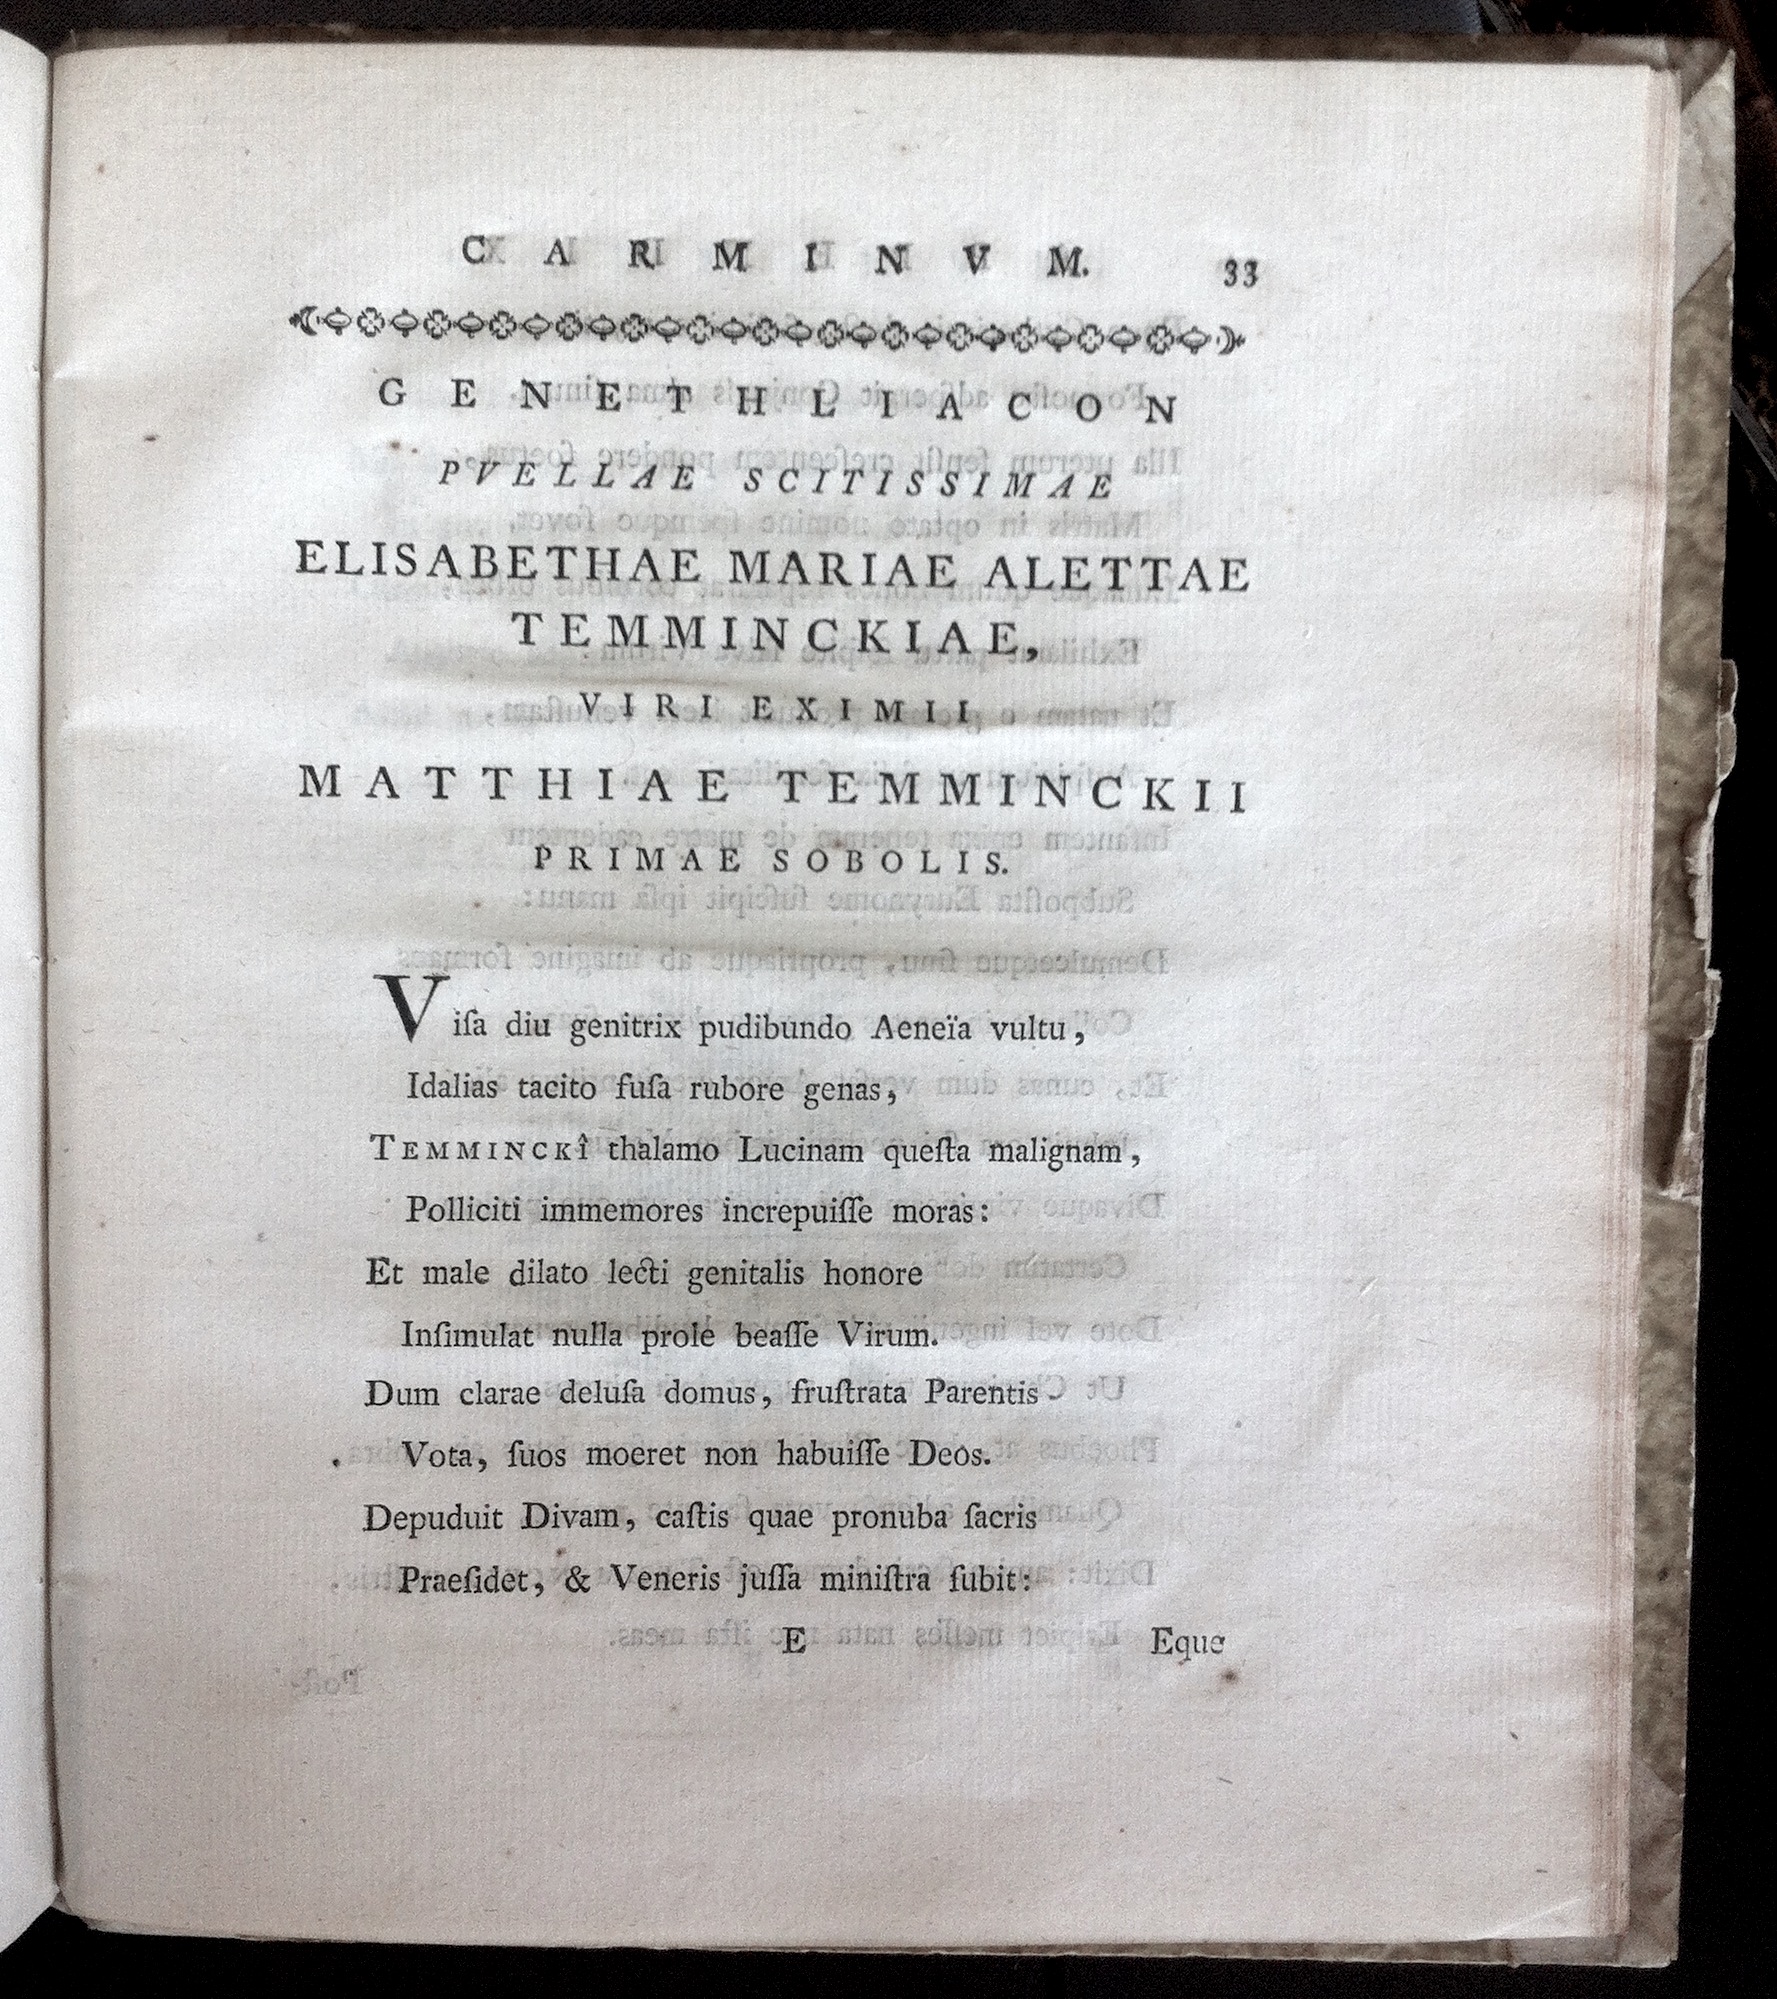 CARMINVM. 33
GENETHLIACON
PVELLAE SCITISSIMAE
ELISABETHAE MARIAE ALETTAE
TEMMINCKIAE,
VIRI EXIMII
MATTHIAE TEMMINCKII
PRIMAE SOBOLIS.
Viſa diu genitrix pudibundo Aeneïa vultu,
Idalias tacito fuſa rubore genas,
TEMMINCKÎ thalamo Lucinam queſta malignam,
Polliciti immemores increpuiſſe moras:
Et male dilato lecti genitalis honore
Inſimulat nulla prole beaſſe Virum.
Dum clarae deluſa domus, fruſtrata Parentis
Vota, ſuos moeret non habuiſſe Deos.
Depuduit Divam, caſtis quae pronuba ſacris
Praeſidet, & Veneris juſſa miniſtra ſubit:
E Eque